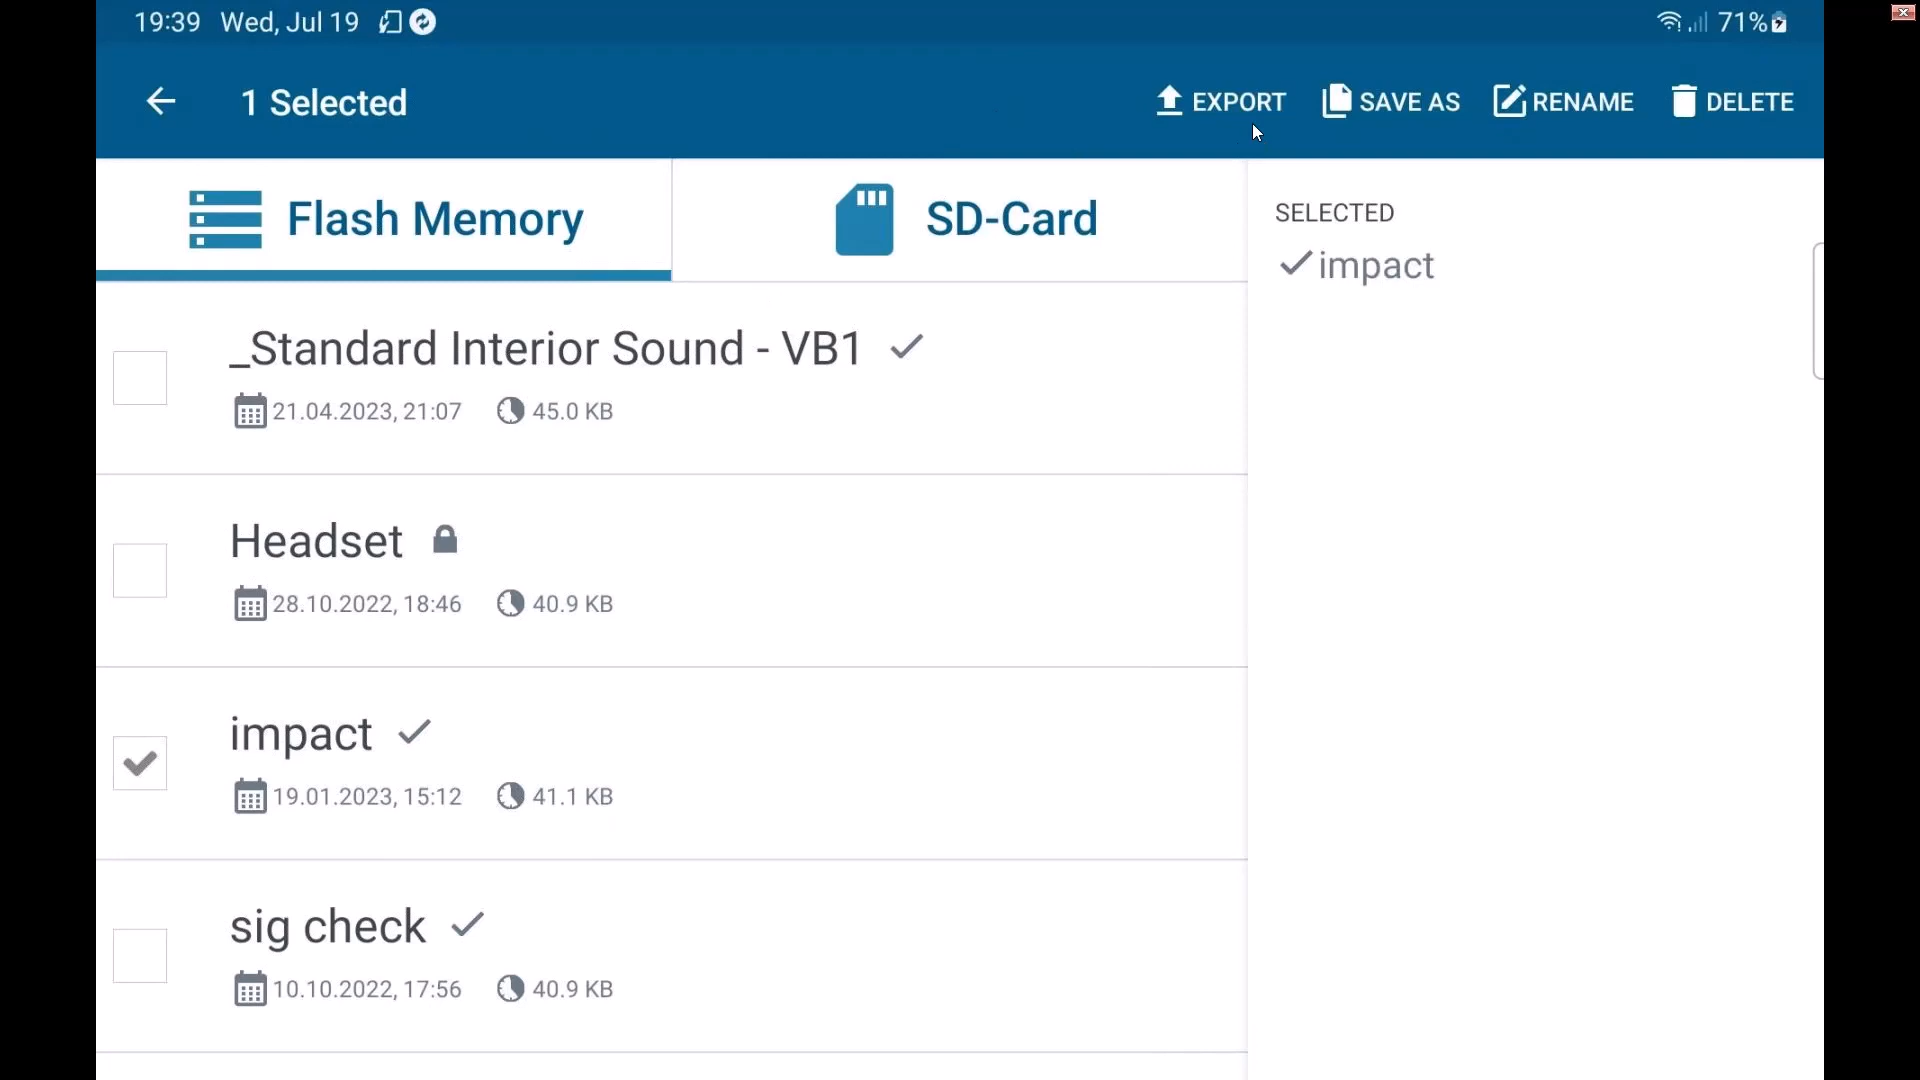 19:39 Wed, Jul 19 71%
1 Selected EXPORT SAVE AS RENAME DELETE
Flash Memory SD-Card SELECTED
impact
_Standard Interior Sound - VB1
21.04.2023, 21:07 45.0 KB
Headset
28.10.2022, 18:46 40.9 KB
impact
19.01.2023, 15:12 41.1 KB
sig check
10.10.2022, 17:56 40.9 KB